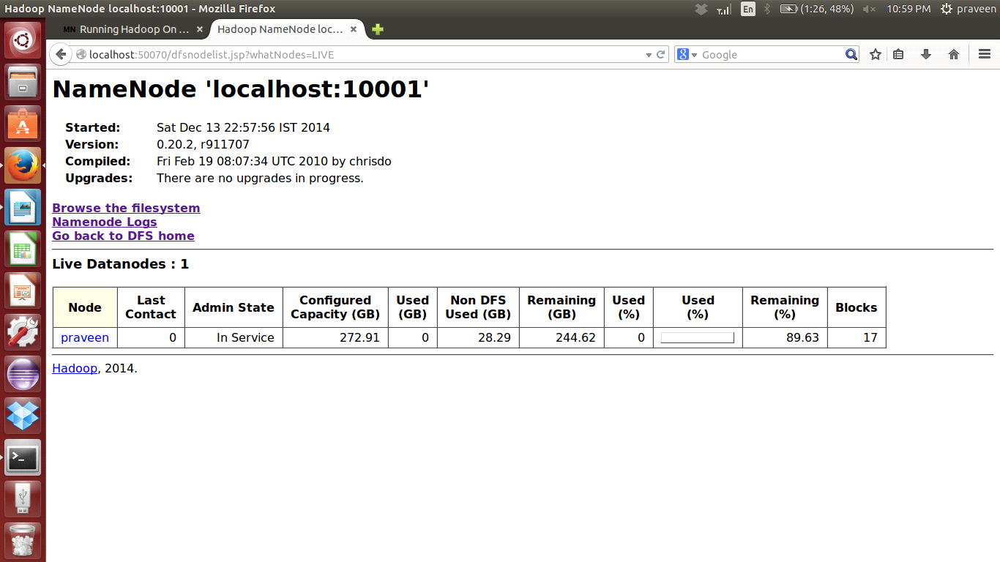 Hadoop NameNode localhost:10001 - Mozilla Firefox
En
(1:26, 48%)
10:59 PM
praveen
MN Running Hadoop On ...
Hadoop NameNode loc...
localhost:50070/dfsnodelist.jsp?whatNodes=LIVE
8
Google
NameNode 'localhost:10001'
Started: Sat Dec 13 22:57:56 IST 2014
Version: 0.20.2, r911707
Compiled: Fri Feb 19 08:07:34 UTC 2010 by chrisdo
Upgrades: There are no upgrades in progress.
Browse the filesystem
Namenode Logs
Go back to DFS home
Live Datanodes : 1
Node Last Contact Admin State Configured Capacity (GB) Used (GB) Non DFS Used (GB) Remaining (GB) Used (%) Used (%) Remaining (%) Blocks
praveen 0 In Service 272.91 0 28.29 244.62 0 89.63 17
Hadoop, 2014.